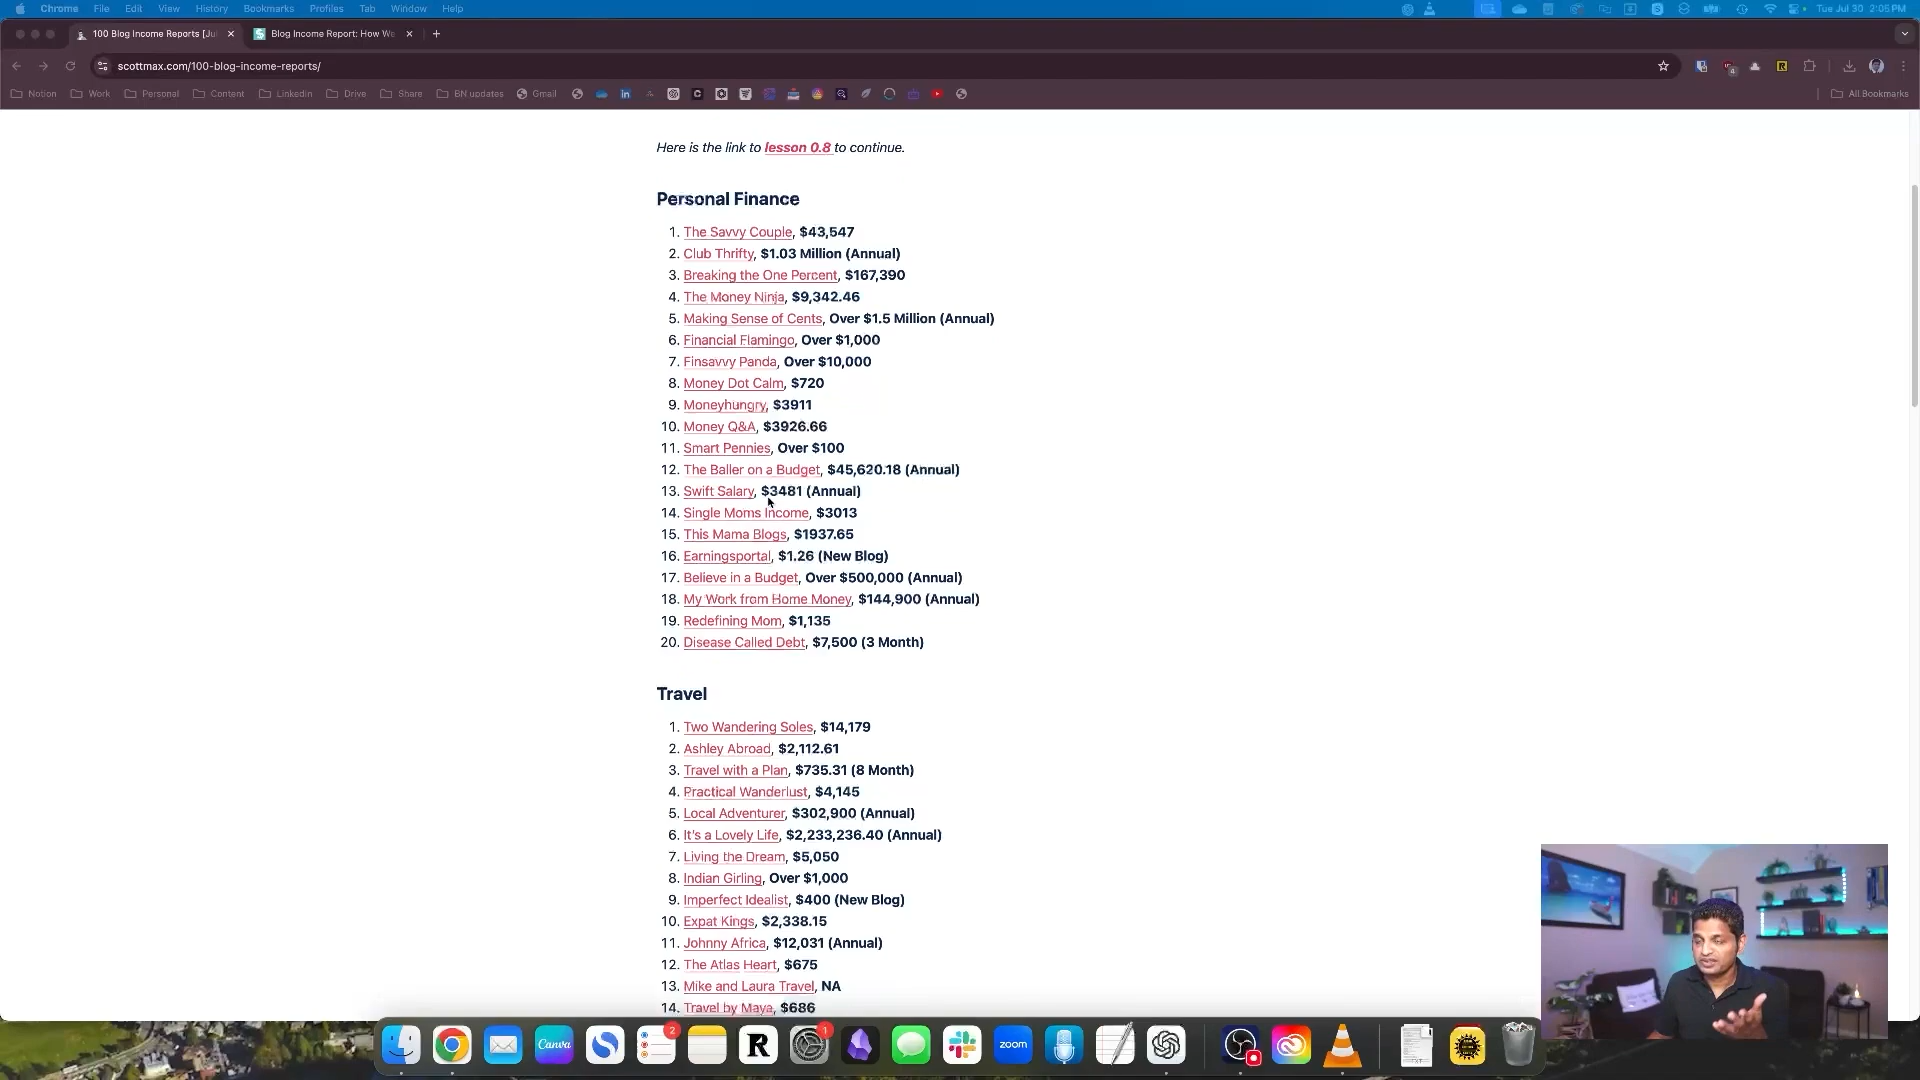 Chrome File Edit View History Bookmarks Profiles Tab Window Help Tue Jul 30 2:05 PM
100 Blog Income Reports [Jul Blog Income Report: How We
scottmax.com/100-blog-income-reports/
Notion Work Personal Content Linkedin Drive Share BN updates Gmail All Bookmarks
Here is the link to lesson 0.8 to continue.
Personal Finance
1. The Savvy Couple, $43,547
2. Club Thrifty, $1.03 Million (Annual)
3. Breaking the One Percent, $167,390
4. The Money Ninja, $9,342.46
5. Making Sense of Cents, Over $1.5 Million (Annual)
6. Financial Flamingo, Over $1,000
7. Finsavvy Panda, Over $10,000
8. Money Dot Calm, $720
9. Moneyhungry, $3911
10. Money Q&A, $3926.66
11. Smart Pennies, Over $100
12. The Baller on a Budget, $45,620.18 (Annual)
13. Swift Salary, $3481 (Annual)
14. Single Moms Income, $3013
15. This Mama Blogs, $1937.65
16. Earningsportal, $1.26 (New Blog)
17. Believe in a Budget, Over $500,000 (Annual)
18. My Work from Home Money, $144,900 (Annual)
19. Redefining Mom, $1,135
20. Disease Called Debt, $7,500 (3 Month)
Travel
1. Two Wandering Soles, $14,179
2. Ashley Abroad, $2,112.61
3. Travel with a Plan, $735.31 (8 Month)
4. Practical Wanderlust, $4,145
5. Local Adventurer, $302,900 (Annual)
6. It's a Lovely Life, $2,233,236.40 (Annual)
7. Living the Dream, $5,050
8. Indian Girling, Over $1,000
9. Imperfect Idealist, $400 (New Blog)
10. Expat Kings, $2,338.15
11. Johnny Africa, $12,031 (Annual)
12. The Atlas Heart, $675
13. Mike and Laura Travel, NA
14. Travel by Maya, $686
Canva 2 R 1 zoom